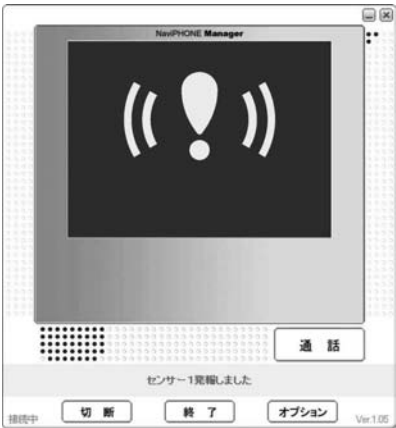 NaviPHONE Manager
通 話
センサー1発報しました
接続中
切 断
終 了
オプション
Ver.1.05